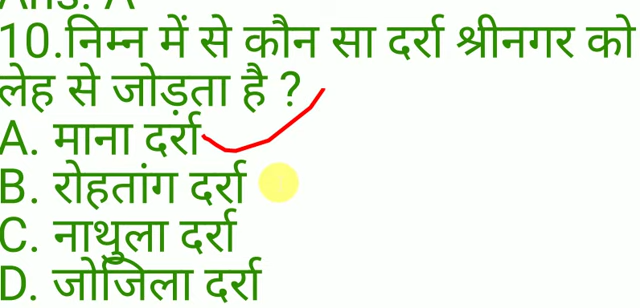 10.निम्न में से कौन सा दर्रा श्रीनगर को
लेह से जोड़ता है ?
A. माना दर्रा
B. रोहतांग दर्रा
C. नाथुला दर्रा
D. जोजिला दर्रा